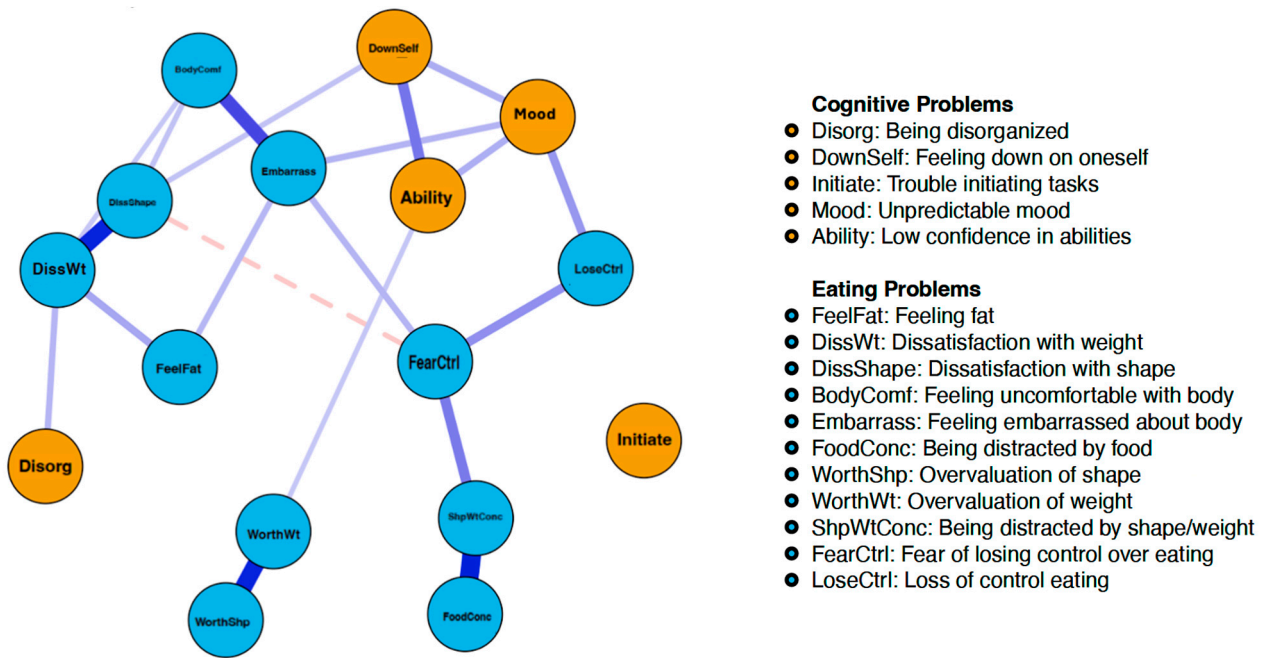 DownSelf
BodyComf
Mood
Embrarrass
Ability
DissShape
DissWt
LoseCtrl
FearCtrl
FeelFat
Initiate
Disorg
ShpWtConc
WorthWt
FoodConc
WorthShp
Cognitive Problems
Disorg: Being disorganized
DownSelf: Feeling down on oneself
Initiate: Trouble initiating tasks
Mood: Unpredictable mood
Ability: Low confidence in abilities
Eating Problems
FeelFat: Feeling fat
DissWt: Dissatisfaction with weight
DissShape: Dissatisfaction with shape
BodyComf: Feeling uncomfortable with body
Embarrass: Feeling embarrassed about body
FoodConc: Being distracted by food
WorthShp: Overvaluation of shape
WorthWt: Overvaluation of weight
ShpWtConc: Being distracted by shape/weight
FearCtrl: Fear of losing control over eating
LoseCtrl: Loss of control eating